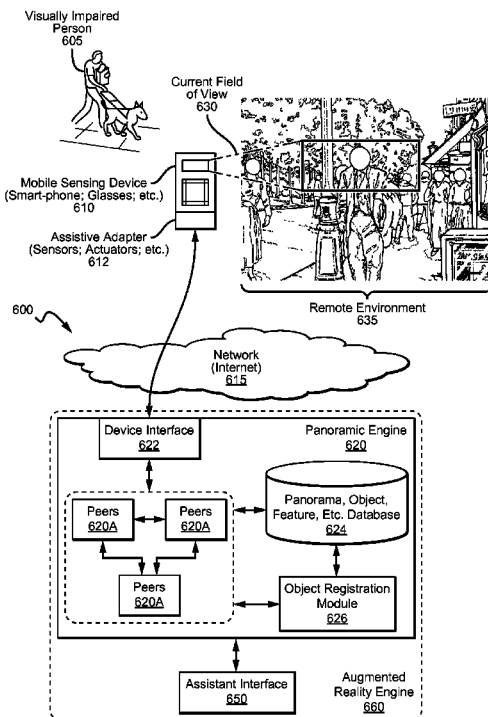 Visually Impaired
Person
605
Current Field
of View
630
Mobile Sensing Device
(Smart-phone; Glasses; etc.)
610
Assistive Adapter
(Sensors; Actuators; etc.)
612
Remote Environment
635
600
Network
(Internet)
615
Device Interface
622
Panoramic Engine
620
Peers
620A
Peers
620A
Peers
620A
Panorama, Object,
Feature, Etc. Database
624
Object Registration
Module
626
Assistant Interface
650
Augmented
Reality Engine
660